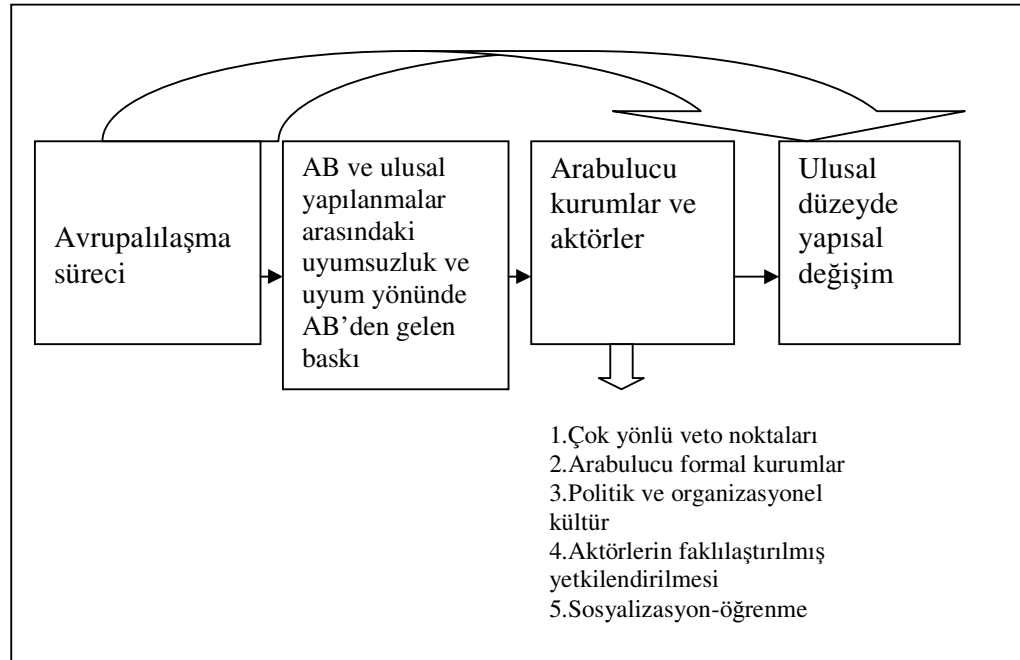 Avrupalılaşma
süreci
AB ve ulusal
yapılanmalar
arasındaki
uyumsuzluk ve
uyum yönünde
AB’den gelen
baskı
Arabulucu
kurumlar ve
aktörler
Ulusal
düzeyde
yapısal
değişim
1.Çok yönlü veto noktaları
2.Arabulucu formal kurumlar
3.Politik ve organizasyonel
kültür
4.Aktörlerin faklılaştırılmış
yetkilendirilmesi
5.Sosyalizasyon-öğrenme